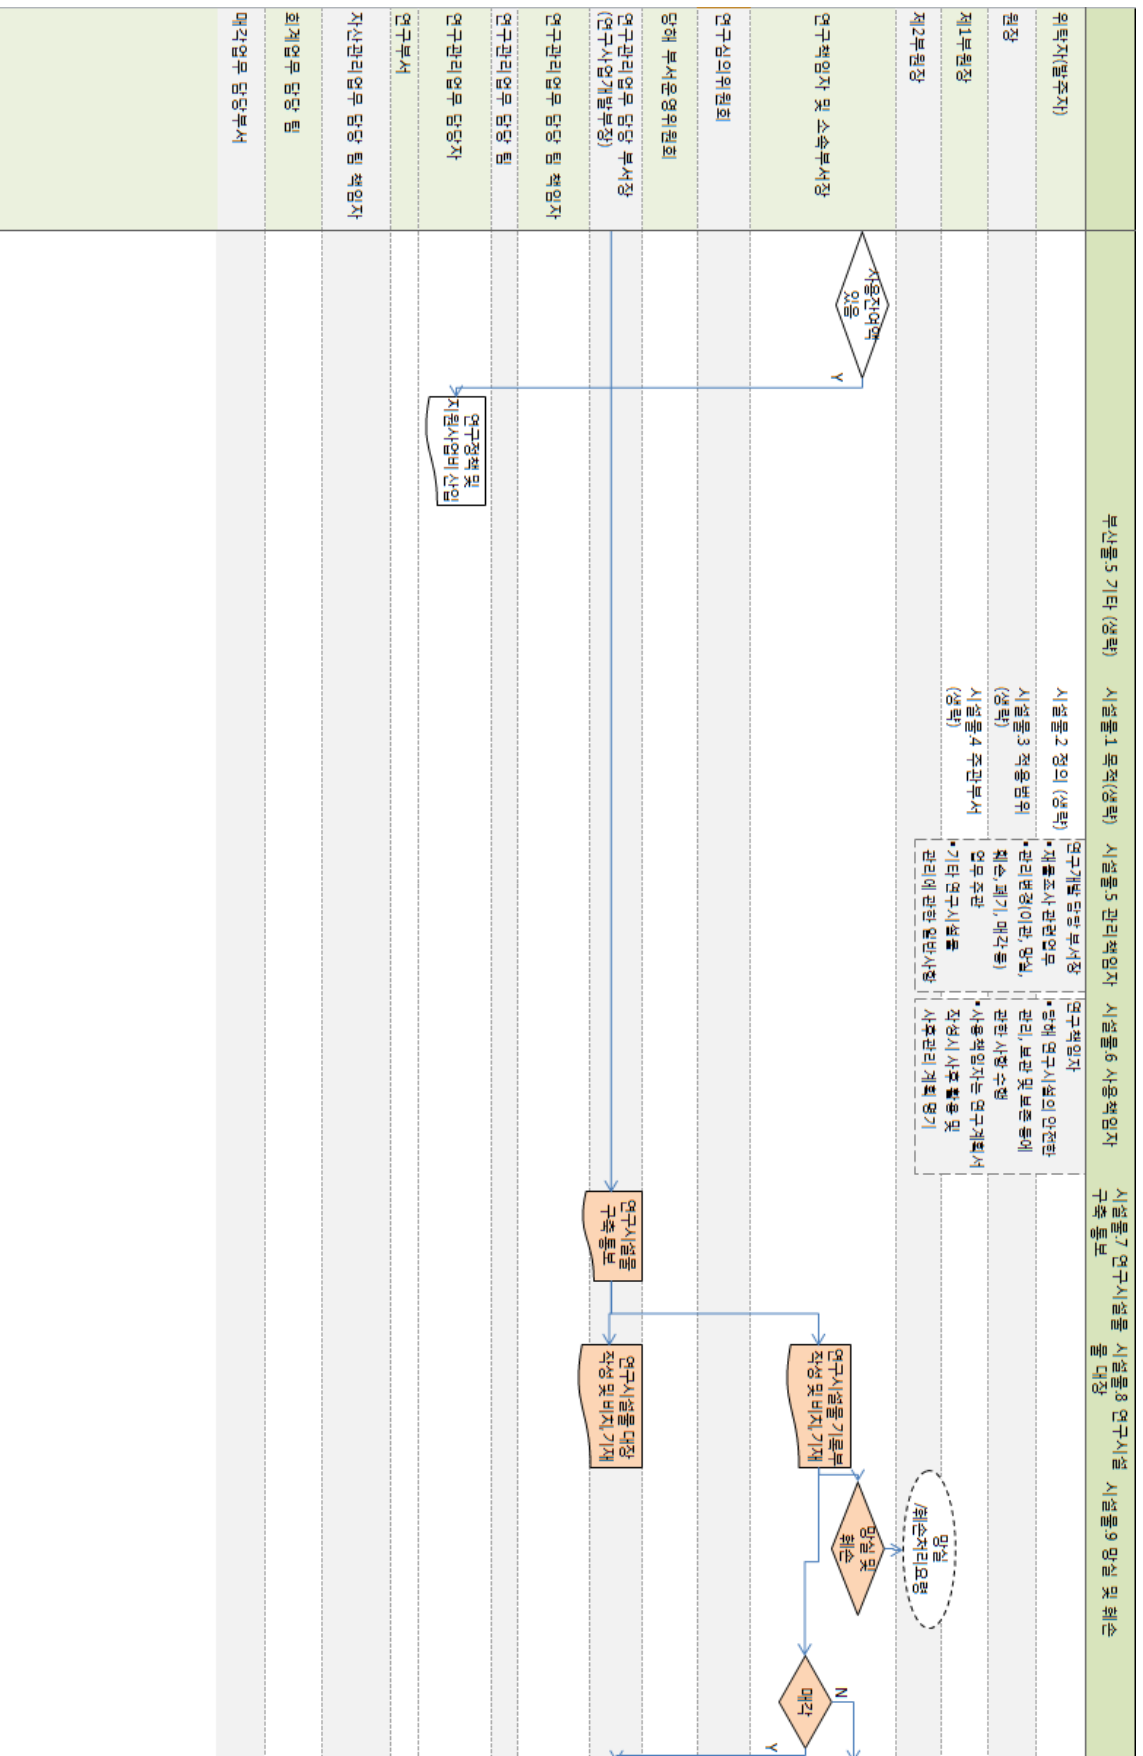 부산물.5 기타 (생략)
시설물.1 목적(생략)
시설물.5 관리책임자
시설물.6 사용책임자
시설물.7 연구시설물
구축 통보
시설물.8 연구시설
물 대장
시설물.9 망실 및 훼손
위탁자(발주자)
원장
제1부원장
제2부원장
연구책임자 및 소속부서장
연구심의위원회
당해 부서운영위원회
연구관리업무 담당 부서장
(연구사업개발부장)
연구관리업무 담당 팀 책임자
연구관리업무 담당 팀
연구관리업무 담당자
연구부서
자산관리업무 담당 팀 책임자
회계업무 담당 팀
매각업무 담당부서
시설물.2 정의 (생략)
시설물.3 적용범위
(생략)
시설물.4 주관부서
(생략)
연구개발 담당 부서장
▪재물조사 관련업무
▪관리변경(이관, 망실,
훼손, 폐기, 매각 등)
업무 주관
▪기타 연구시설물
관리에 관한 일반사항
연구책임자
▪당해 연구시설의 안전한
관리, 보관 및 보존 등에
관한 사항 수행
▪사용책임자는 연구계획서
작성시 사후 활용 및
사후관리 계획 명기
사용잔여액
있음
Y
연구정책 및
지원사업비 산입
연구시설물
구축 통보
연구시설물 기록부
작성 및 비치, 기재
연구시설물 대장
작성 및 비치, 기재
망실
/훼손처리요령
망실 및
훼손
매각
N
Y